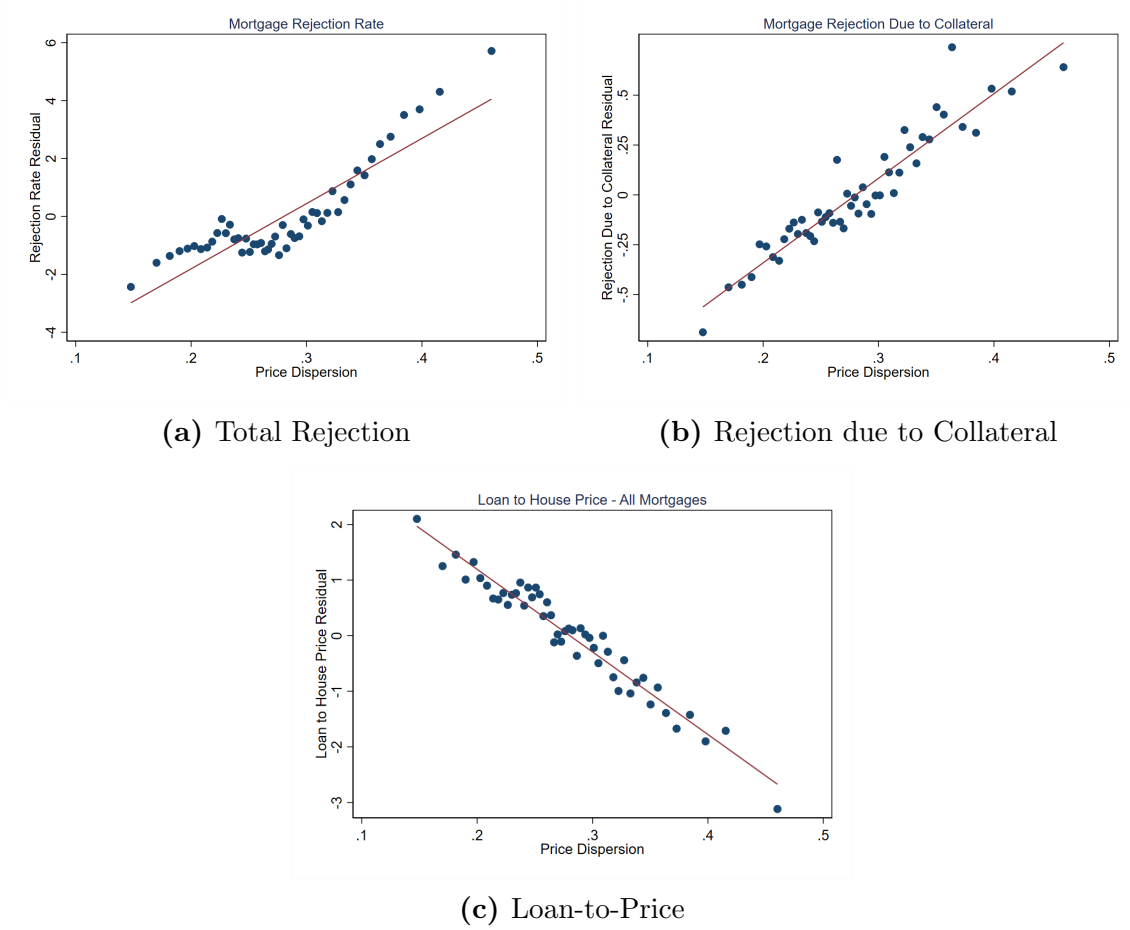 Mortgage Rejection Rate
Rejection Rate Residual
6
4
2
0
-2
-4
.1 .2 .3 .4 .5
Price Dispersion
(a) Total Rejection
Mortgage Rejection Due to Collateral
Rejection Due to Collateral Residual
.5
.25
0
-.25
-.5
.1 .2 .3 .4 .5
Price Dispersion
(b) Rejection due to Collateral
Loan to House Price - All Mortgages
Loan to House Price Residual
2
1
0
-1
-2
-3
.1 .2 .3 .4 .5
Price Dispersion
(c) Loan-to-Price